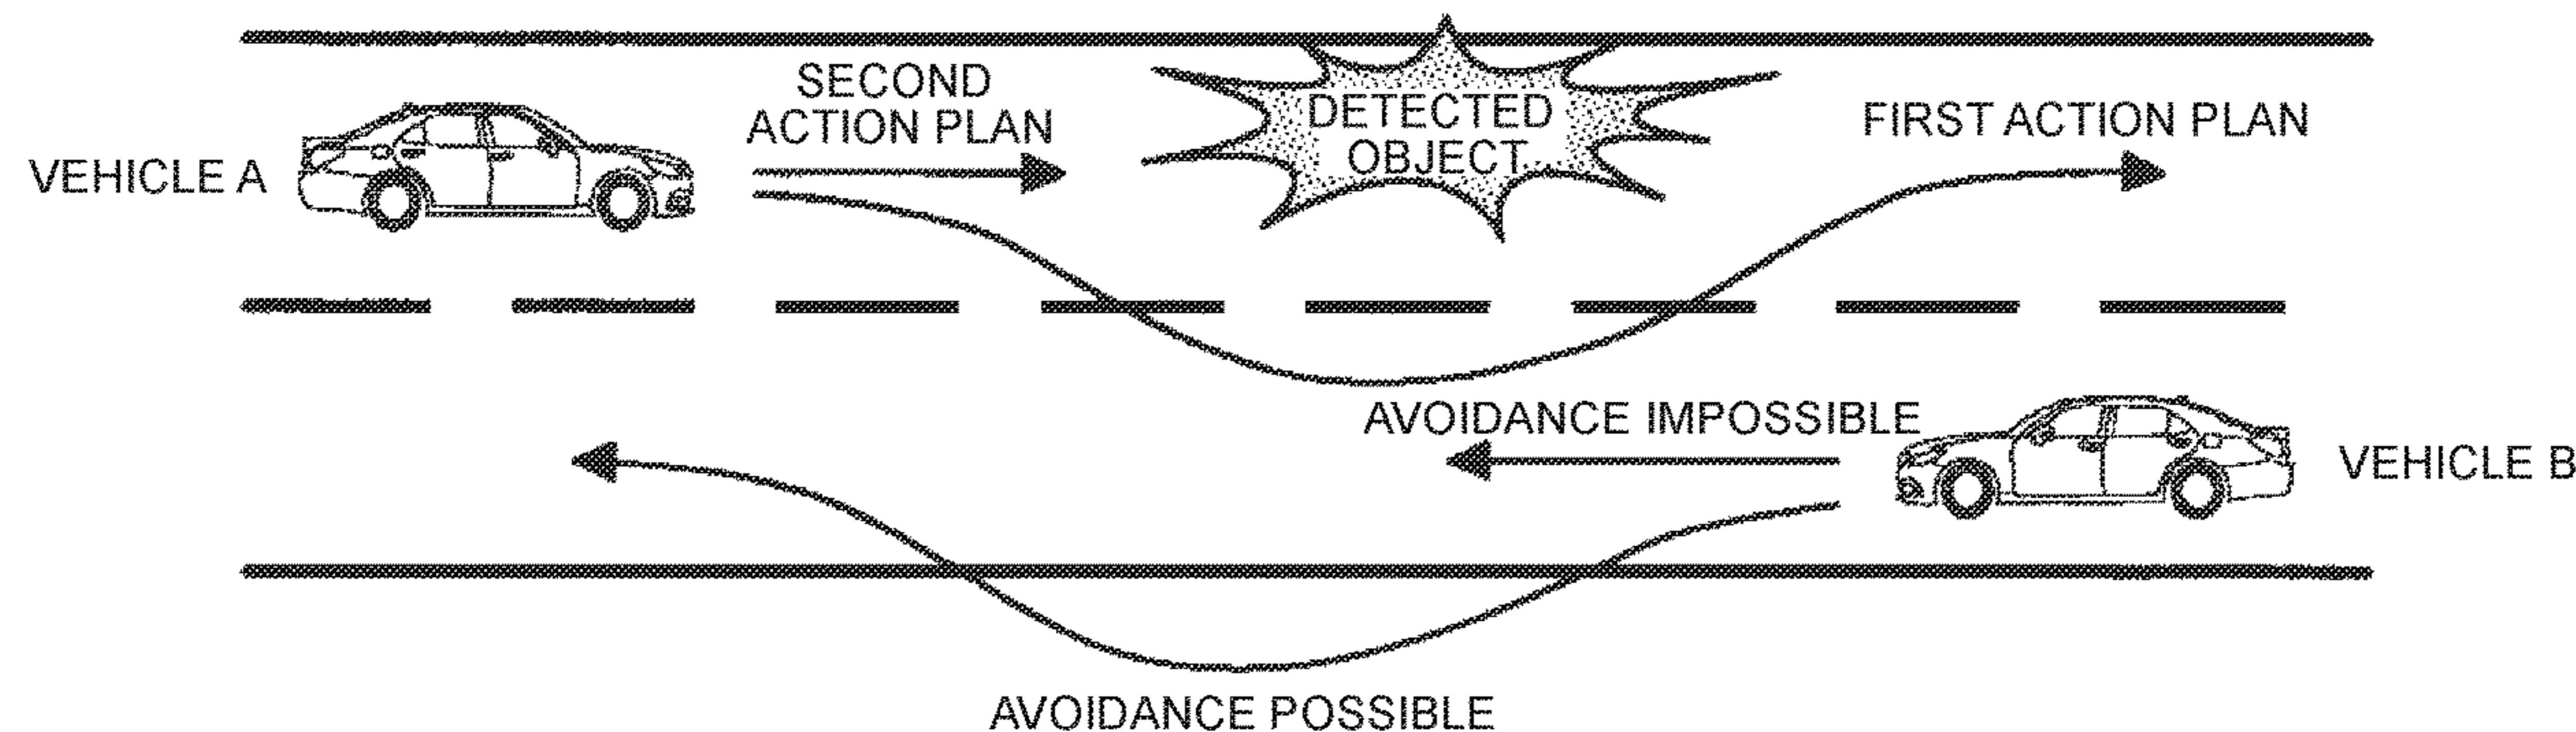 SECOND
ACTION PLAN
DETECTED
OBJECT
FIRST ACTION PLAN
VEHICLE A
AVOIDANCE IMPOSSIBLE
VEHICLE B
AVOIDANCE POSSIBLE